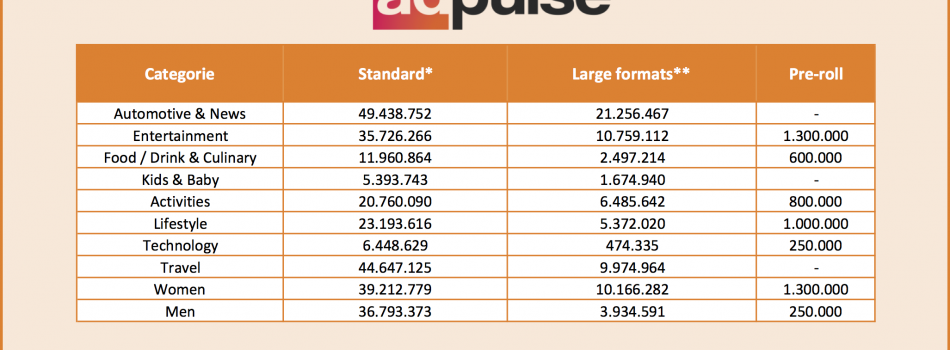 adpulse
Categorie Standard* Large formats** Pre-roll
Automotive & News 49.438.752 21.256.467 -
Entertainment 35.726.266 10.759.112 1.300.000
Food / Drink & Culinary 11.960.864 2.497.214 600.000
Kids & Baby 5.393.743 1.674.940 -
Activities 20.760.090 6.485.642 800.000
Lifestyle 23.193.616 5.372.020 1.000.000
Technology 6.448.629 474.335 250.000
Travel 44.647.125 9.974.964 -
Women 39.212.779 10.166.282 1.300.000
Men 36.793.373 3.934.591 250.000